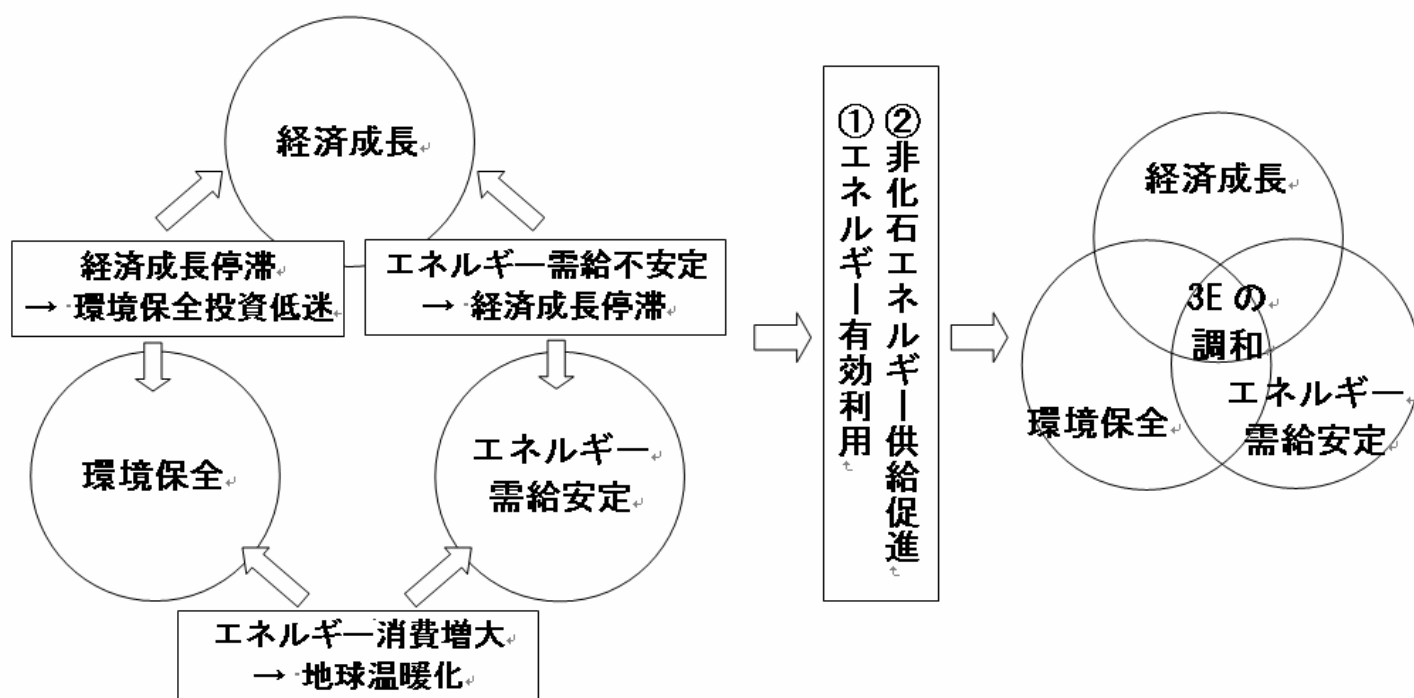 経済成長
経済成長停滞
→ 環境保全投資低迷
エネルギー需給不安定
→ 経済成長停滞
環境保全
エネルギー
需給安定
エネルギー消費増大
→ 地球温暖化
①エネルギー有効利用
②非化石エネルギー供給促進
経済成長
3Eの
調和
環境保全
エネルギー
需給安定